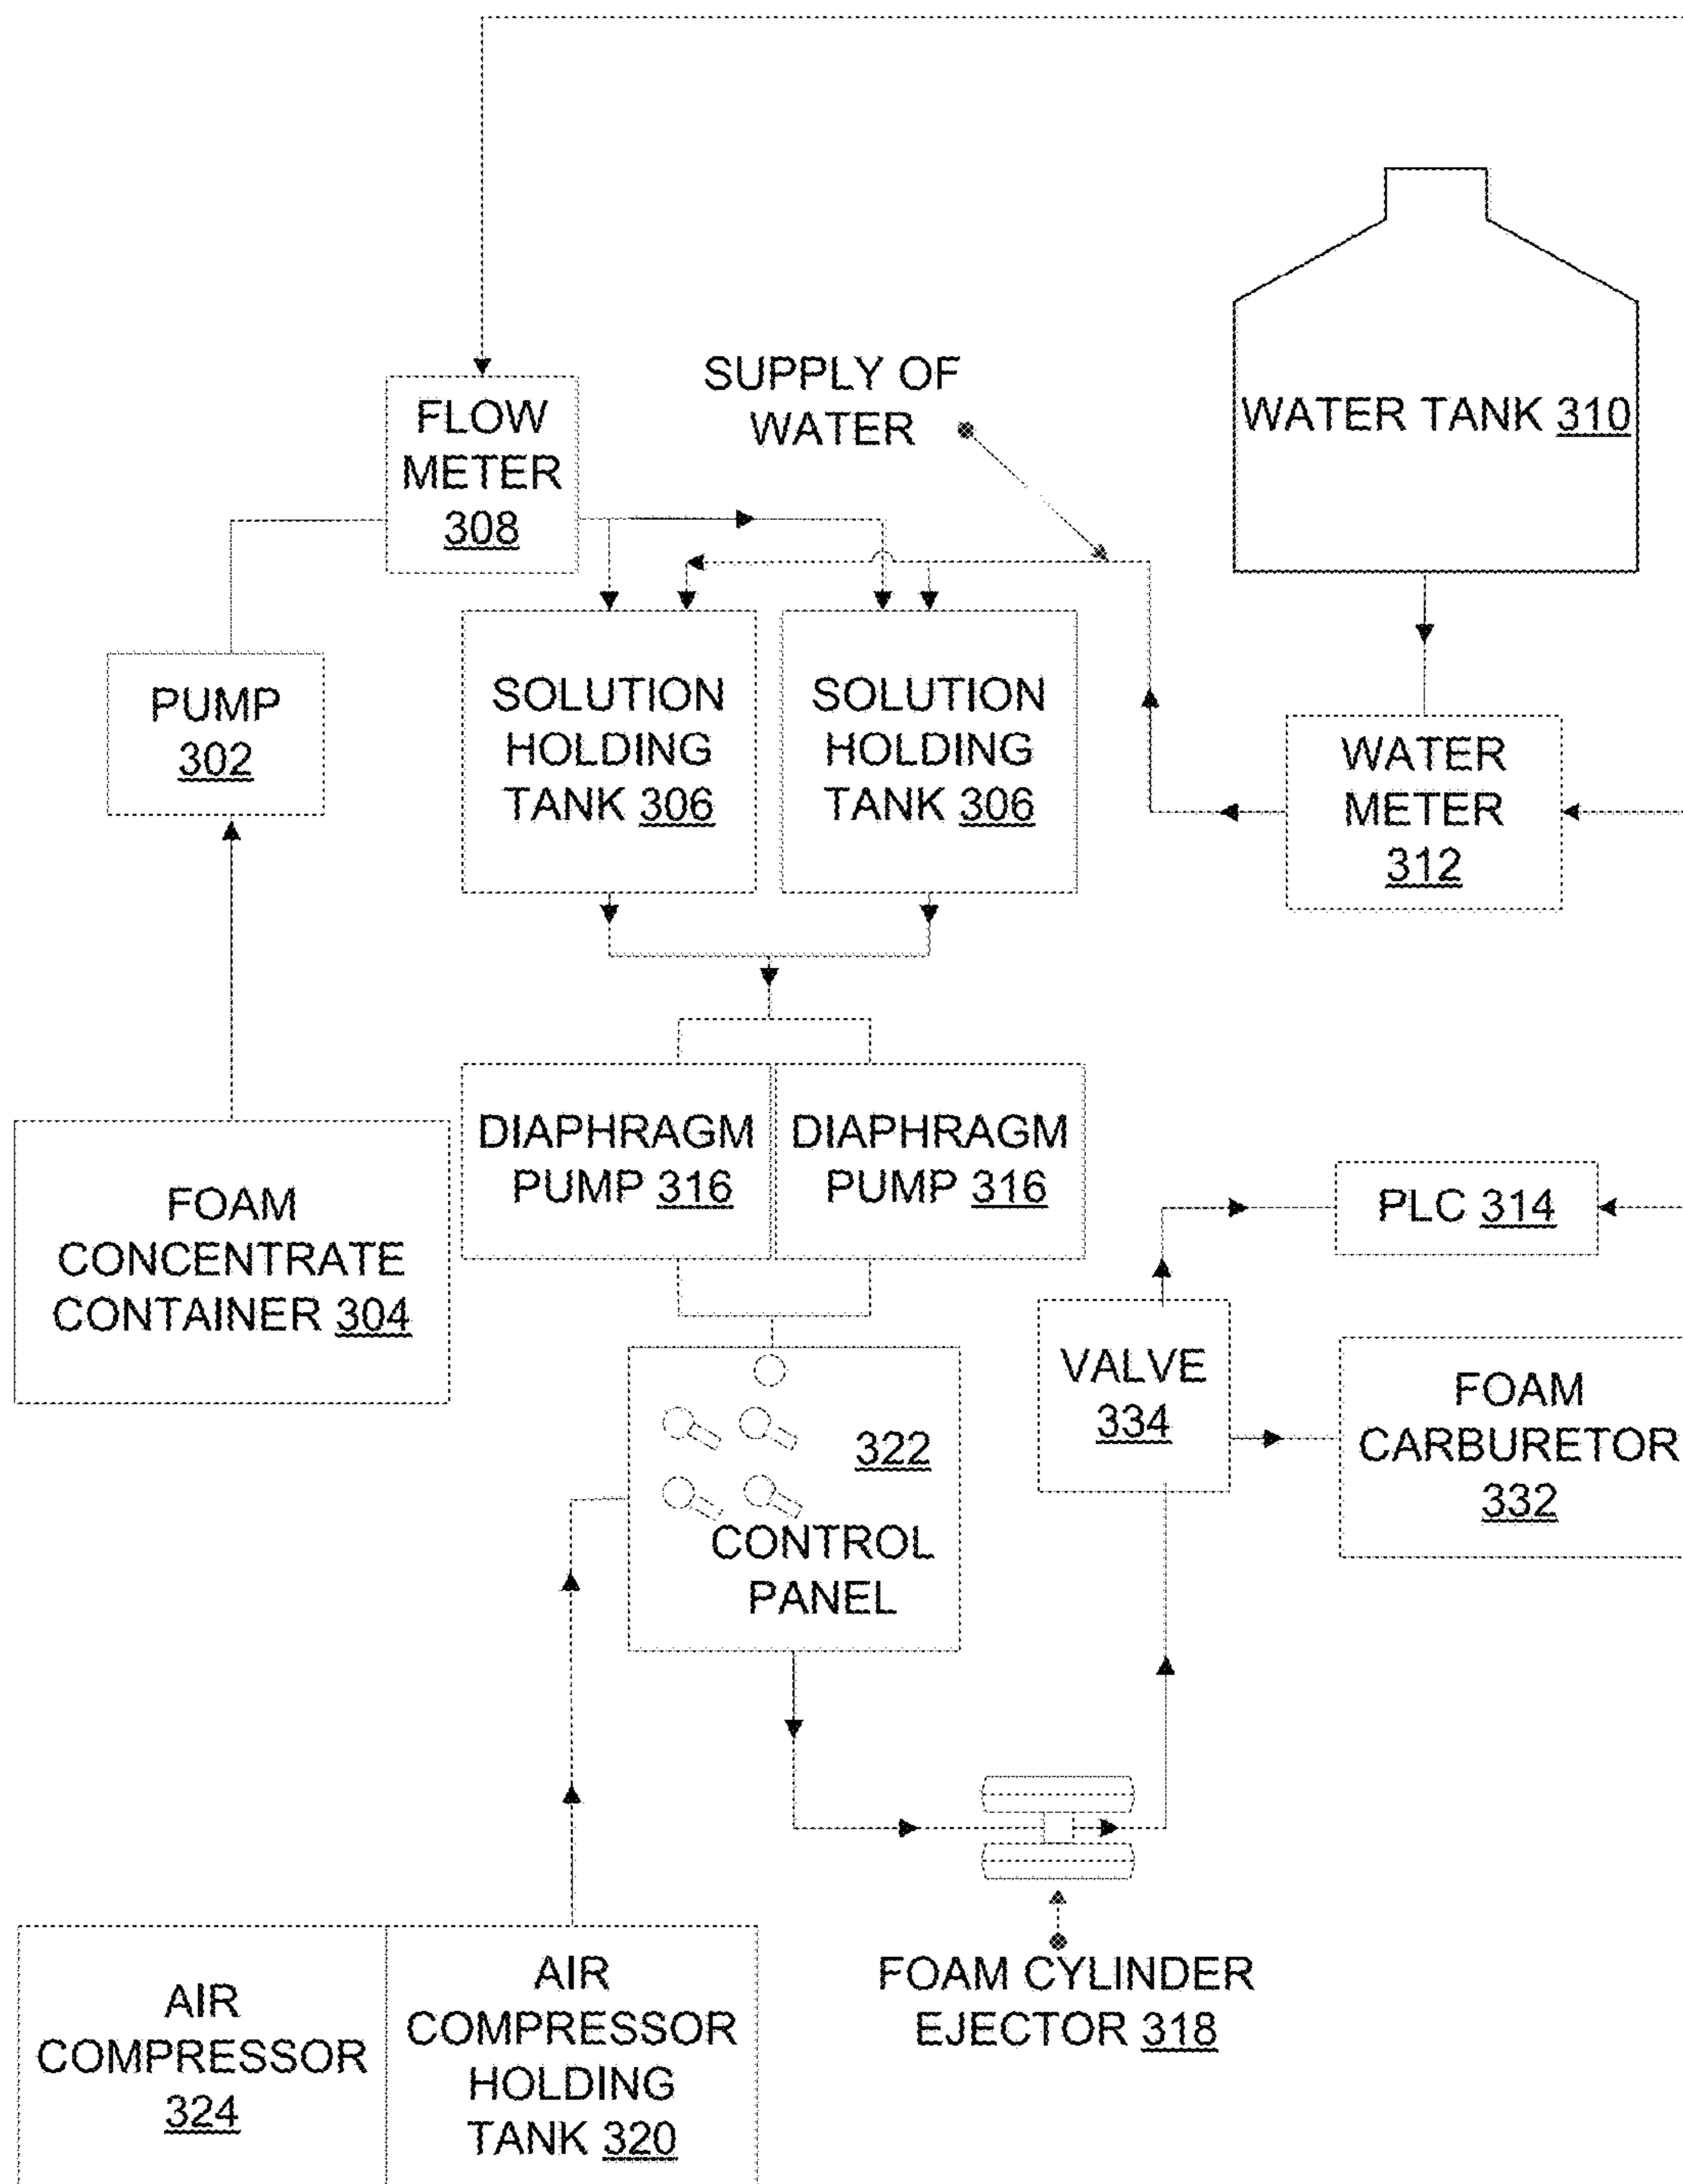 SUPPLY OF
WATER
FLOW
METER
308
WATER TANK 310
PUMP
302
SOLUTION
HOLDING
TANK 306
SOLUTION
HOLDING
TANK 306
WATER
METER
312
DIAPHRAGM
PUMP 316
DIAPHRAGM
PUMP 316
FOAM
CONCENTRATE
CONTAINER 304
PLC 314
VALVE
334
FOAM
CARBURETOR
332
322
CONTROL
PANEL
FOAM CYLINDER
EJECTOR 318
AIR
COMPRESSOR
324
AIR
COMPRESSOR
HOLDING
TANK 320